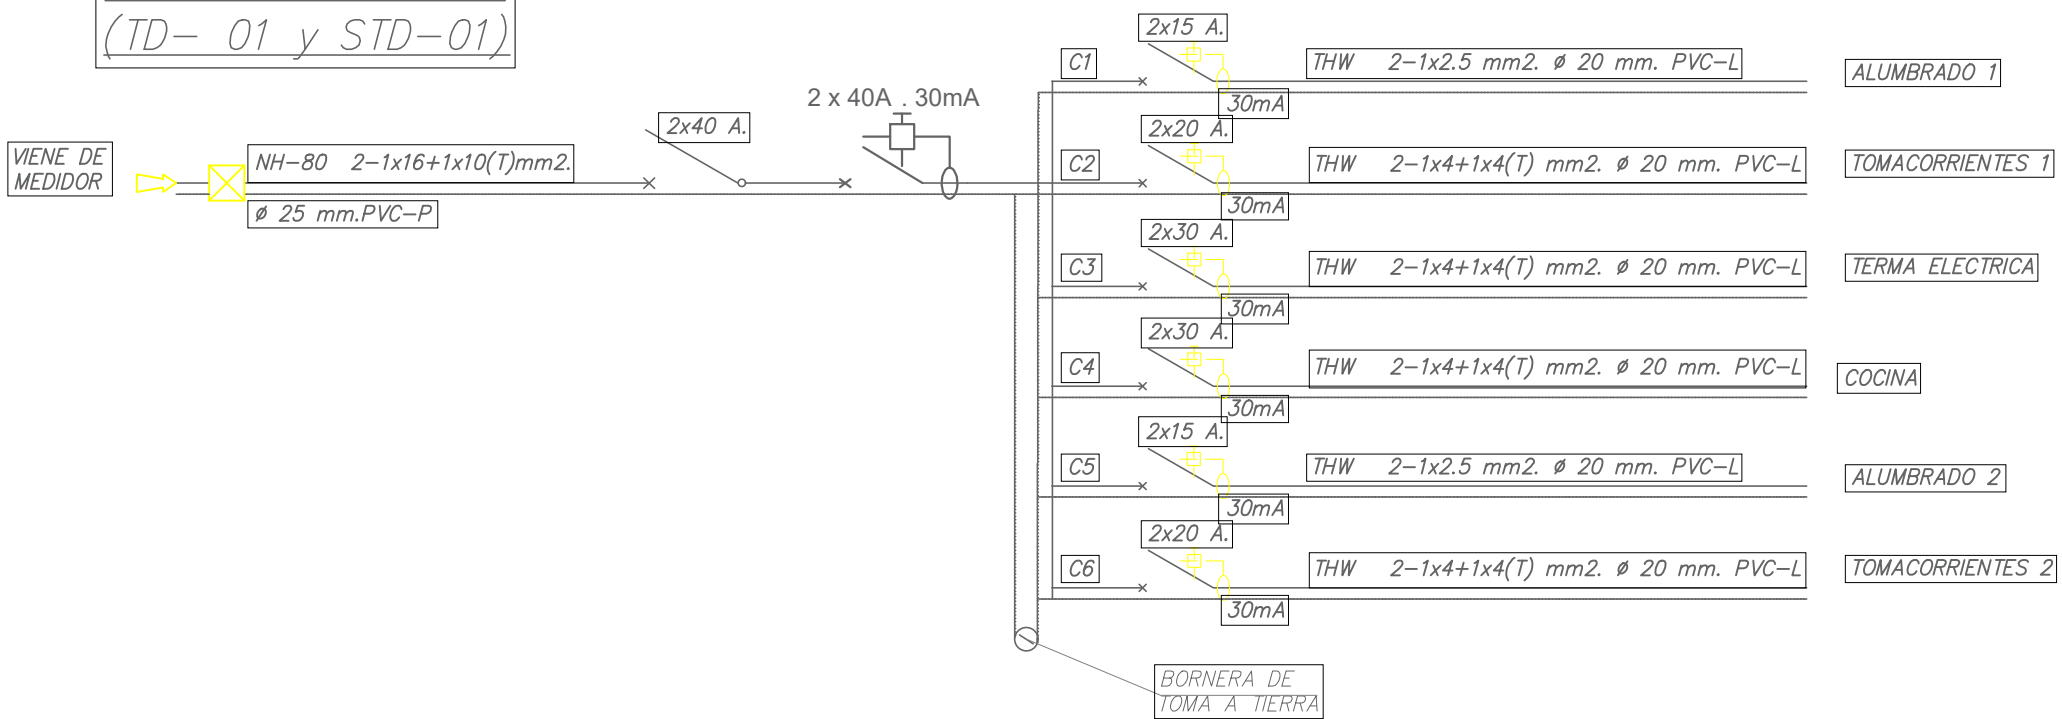 (TD- 01 y STD-01)
VIENE DE
MEDIDOR
NH-80 2-1x16+1x10(T)mm2.
ø 25 mm.PVC-P
2x40 A.
2 x 40A . 30mA
C1
2x15 A.
30mA
THW 2-1x2.5 mm2. ø 20 mm. PVC-L
ALUMBRADO 1
C2
2x20 A.
30mA
THW 2-1x4+1x4(T) mm2. ø 20 mm. PVC-L
TOMACORRIENTES 1
C3
2x30 A.
30mA
THW 2-1x4+1x4(T) mm2. ø 20 mm. PVC-L
TERMA ELECTRICA
C4
2x30 A.
30mA
THW 2-1x4+1x4(T) mm2. ø 20 mm. PVC-L
COCINA
C5
2x15 A.
30mA
THW 2-1x2.5 mm2. ø 20 mm. PVC-L
ALUMBRADO 2
C6
2x20 A.
30mA
THW 2-1x4+1x4(T) mm2. ø 20 mm. PVC-L
TOMACORRIENTES 2
BORNERA DE
TOMA A TIERRA